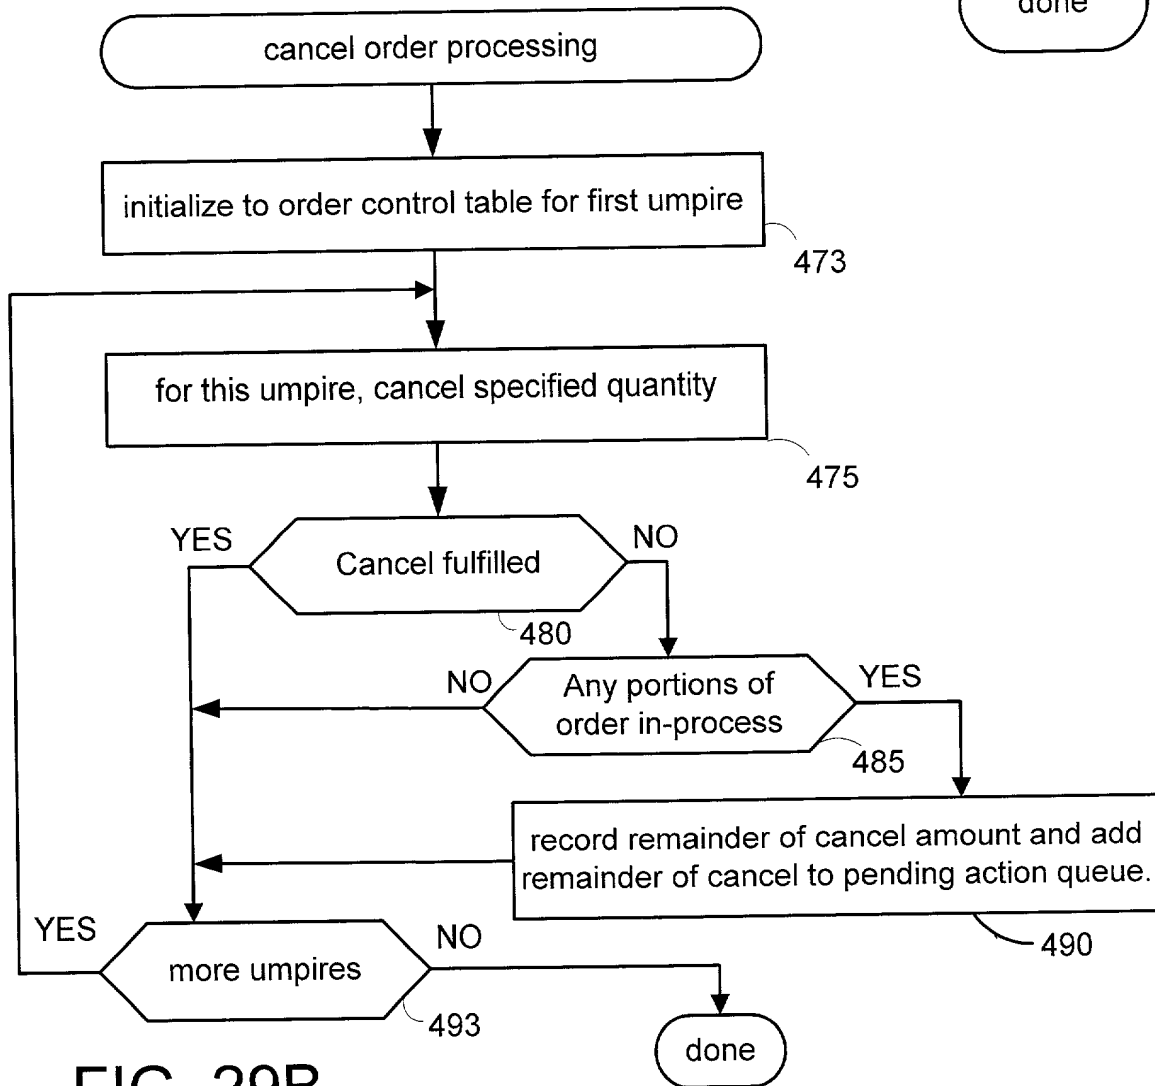 done
cancel order processing
initialize to order control table for first umpire
473
for this umpire, cancel specified quantity
475
YES
NO
Cancel fulfilled
480
NO
Any portions of
order in-process
YES
485
record remainder of cancel amount and add
remainder of cancel to pending action queue.
490
YES
more umpires
NO
493
done
FIG. 29B